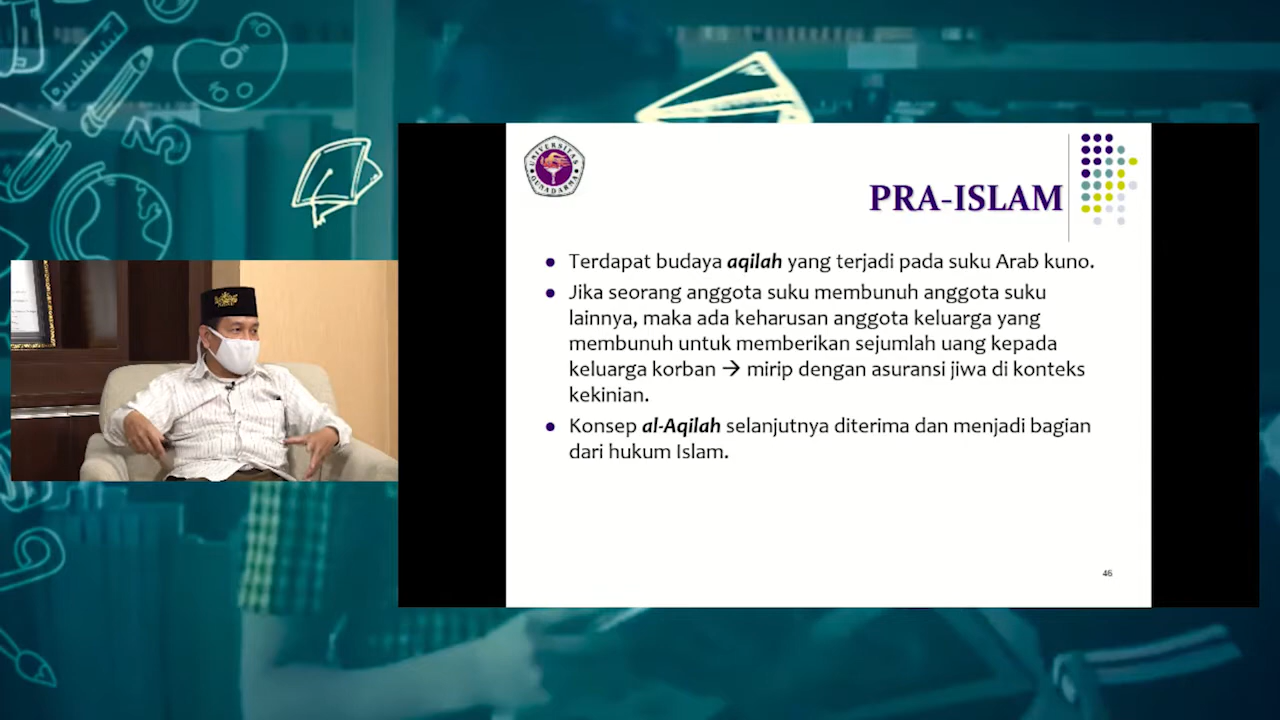 UNIVERSITAS
GUNADARMA
PRA-ISLAM
Terdapat budaya aqilah yang terjadi pada suku Arab kuno.
Jika seorang anggota suku membunuh anggota suku
lainnya, maka ada keharusan anggota keluarga yang
membunuh untuk memberikan sejumlah uang kepada
keluarga korban → mirip dengan asuransi jiwa di konteks
kekinian.
Konsep al-Aqilah selanjutnya diterima dan menjadi bagian
dari hukum Islam.
46